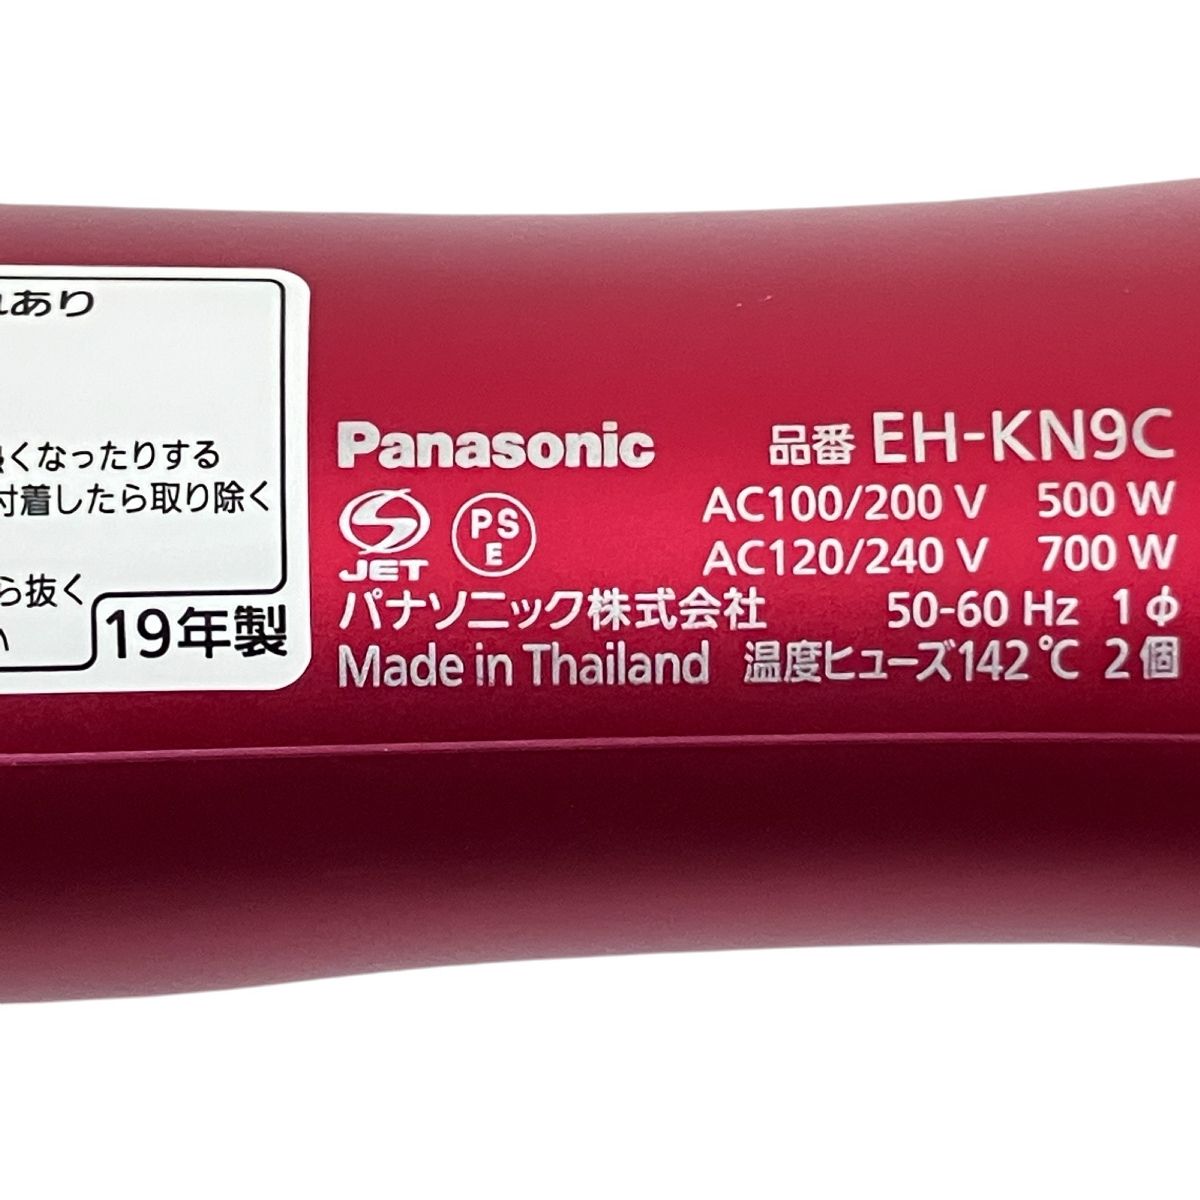 あり
くなったりする
付着したら取り除く
ら抜く
い
19年製
Panasonic
品番 EH-KN9C
JET
PS
E
AC100/200 V 500 W
AC120/240 V 700 W
パナソニック株式会社 50-60 Hz 1ϕ
Made in Thailand 温度ヒューズ142℃ 2個